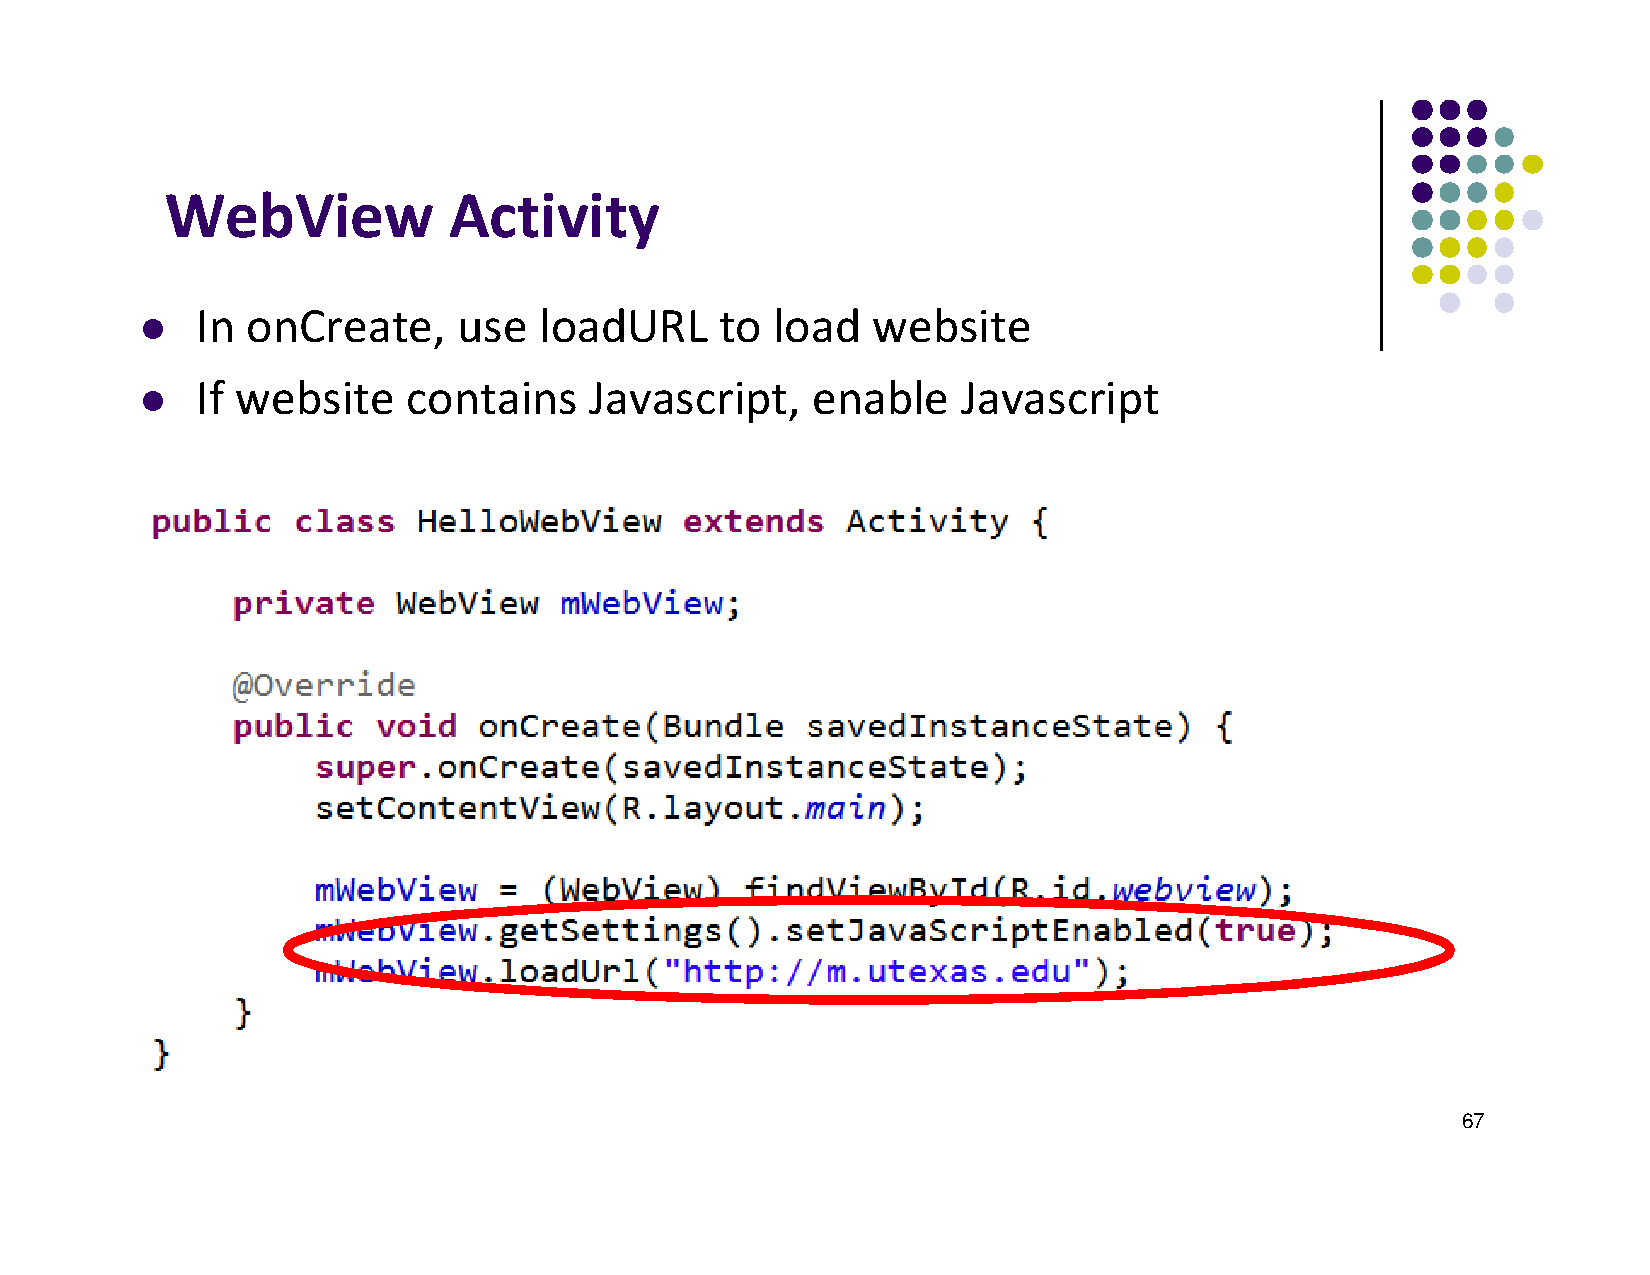 WebView Activity
In onCreate, use loadURL to load website
If website contains Javascript, enable Javascript
public class HelloWebView extends Activity {
private WebView mWebView;
@Override
public void onCreate(Bundle savedInstanceState) {
super.onCreate(savedInstanceState);
setContentView(R.layout.main);
mWebView = (WebView) findViewById(R.id.webview);
mWebView.getSettings().setJavaScriptEnabled(true);
mWebView.loadUrl("http://m.utexas.edu");
}
}
67